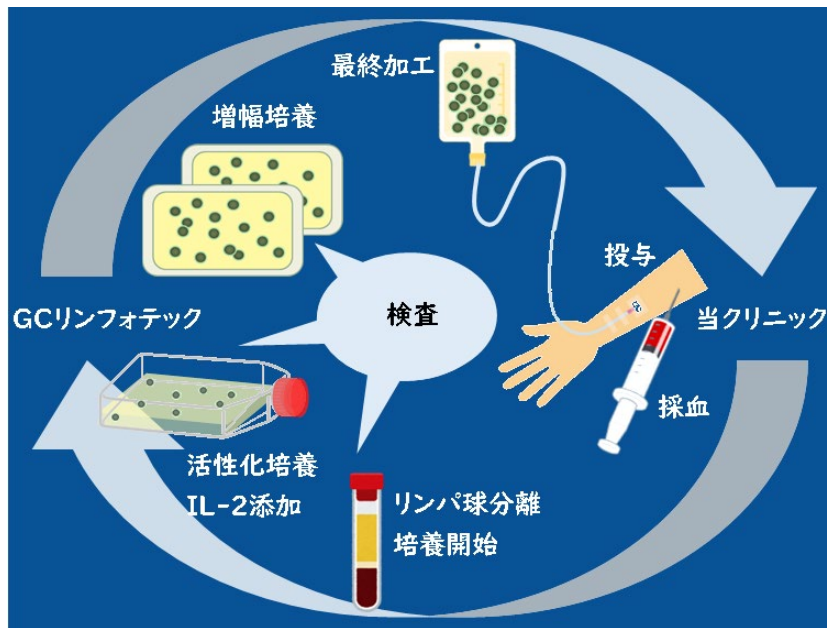 最終加工
増幅培養
投与
GCリンフォテック
検査
当クリニック
採血
活性化培養
IL-2添加
リンパ球分離
培養開始